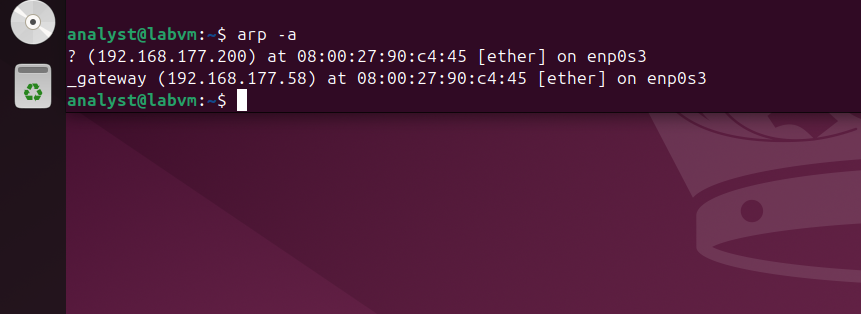 analyst@labvm:~$ arp -a
? (192.168.177.200) at 08:00:27:90:c4:45 [ether] on enp0s3
_gateway (192.168.177.58) at 08:00:27:90:c4:45 [ether] on enp0s3
analyst@labvm:~$